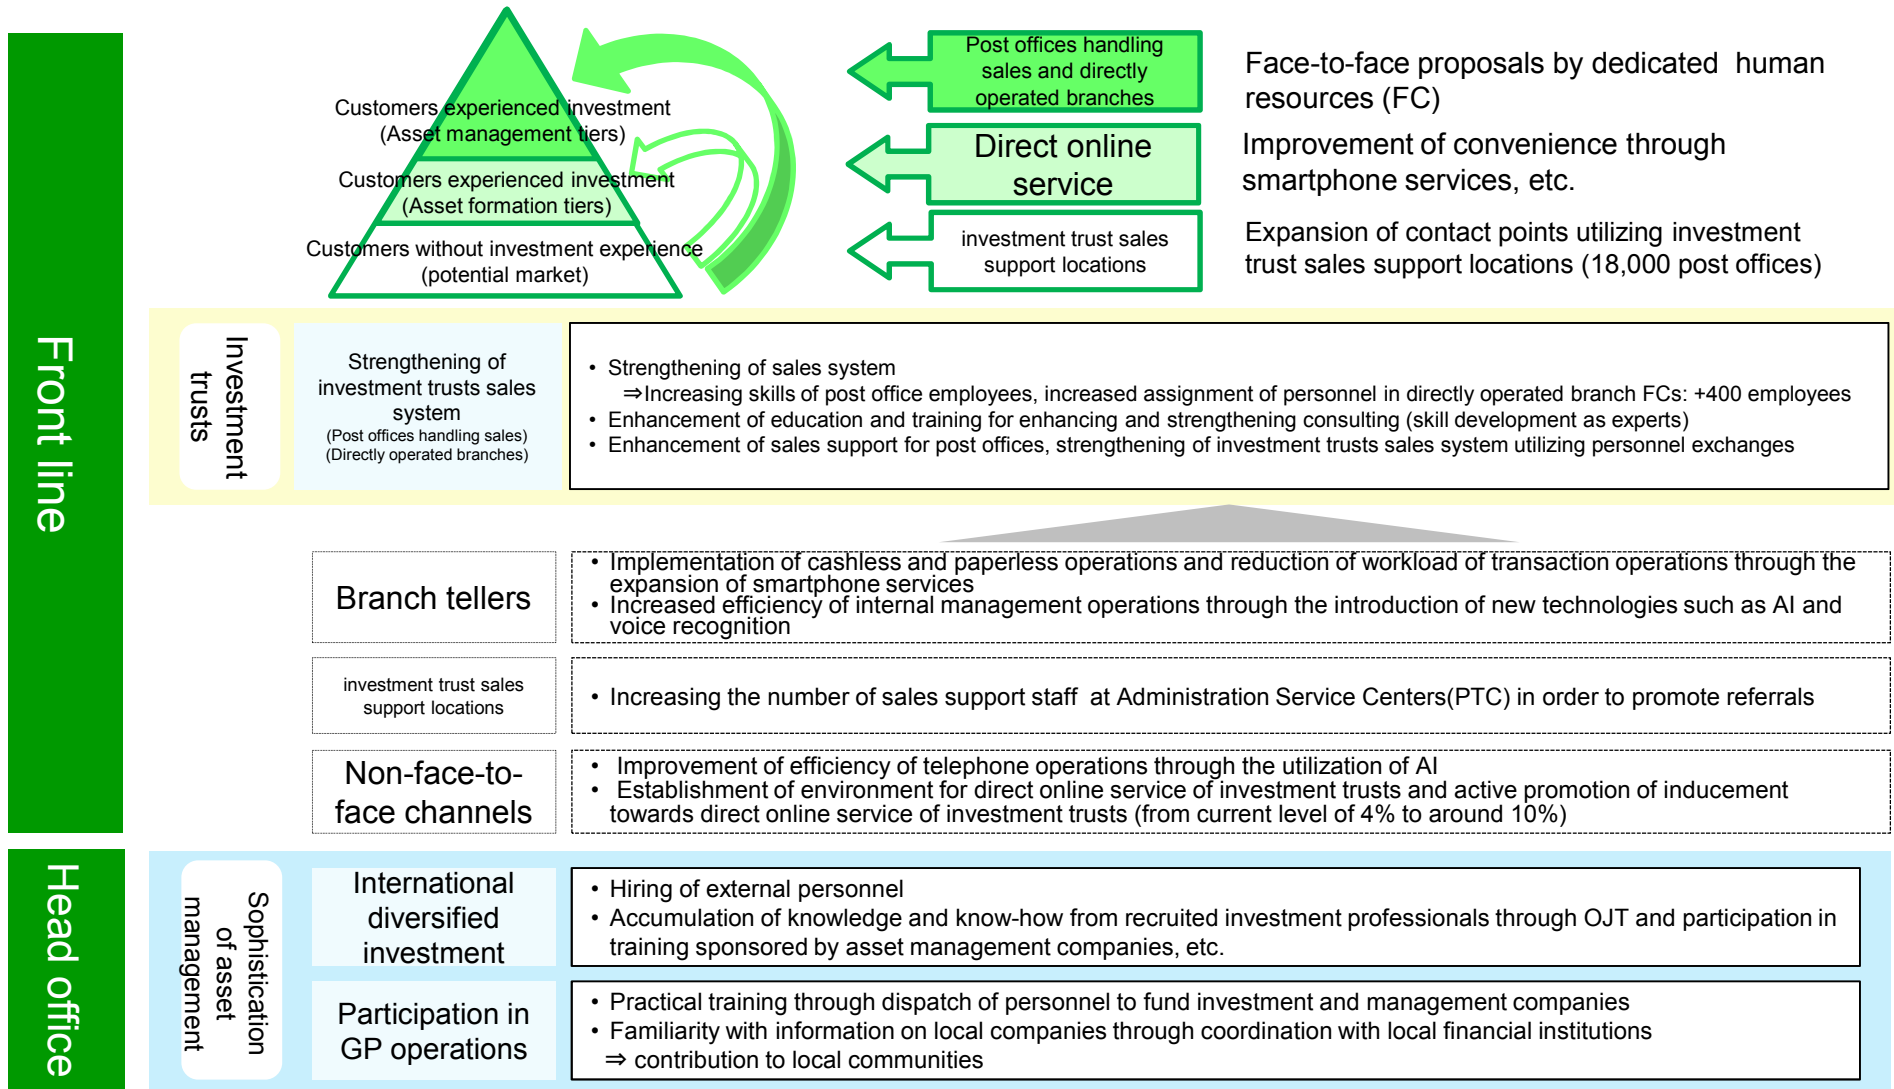 Front line
Customers experienced investment
(Asset management tiers)
Customers experienced investment
(Asset formation tiers)
Customers without investment experience
(potential market)
Post offices handling
sales and directly
operated branches
Face-to-face proposals by dedicated human
resources (FC)
Direct online
service
Improvement of convenience through
smartphone services, etc.
investment trust sales
support locations
Expansion of contact points utilizing investment
trust sales support locations (18,000 post offices)
Investment
trusts
Strengthening of
investment trusts sales
system
(Post offices handling sales)
(Directly operated branches)
• Strengthening of sales system
⇒Increasing skills of post office employees, increased assignment of personnel in directly operated branch FCs: +400 employees
• Enhancement of education and training for enhancing and strengthening consulting (skill development as experts)
• Enhancement of sales support for post offices, strengthening of investment trusts sales system utilizing personnel exchanges
Branch tellers
• Implementation of cashless and paperless operations and reduction of workload of transaction operations through the
expansion of smartphone services
• Increased efficiency of internal management operations through the introduction of new technologies such as AI and
voice recognition
investment trust sales
support locations
• Increasing the number of sales support staff at Administration Service Centers(PTC) in order to promote referrals
Non-face-to-
face channels
• Improvement of efficiency of telephone operations through the utilization of AI
• Establishment of environment for direct online service of investment trusts and active promotion of inducement
towards direct online service of investment trusts (from current level of 4% to around 10%)
Head office
Sophistication
of asset
management
International
diversified
investment
• Hiring of external personnel
• Accumulation of knowledge and know-how from recruited investment professionals through OJT and participation in
training sponsored by asset management companies, etc.
Participation in
GP operations
• Practical training through dispatch of personnel to fund investment and management companies
• Familiarity with information on local companies through coordination with local financial institutions
⇒ contribution to local communities